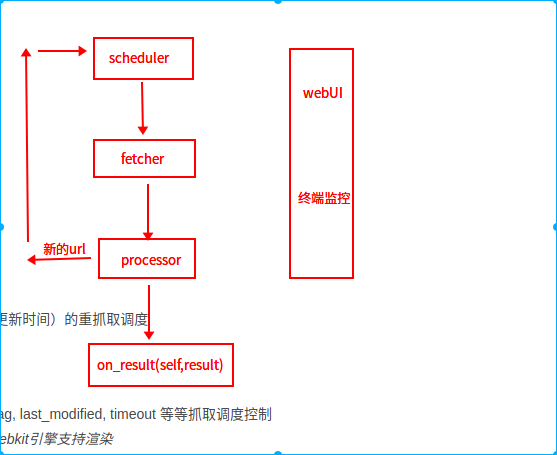 scheduler
webUI
fetcher
终端监控
新的url
processor
更新时间）的重抓取调度
on_result(self,result)
ag, last_modified, timeout 等等抓取调度控制
ebkit引擎支持渲染